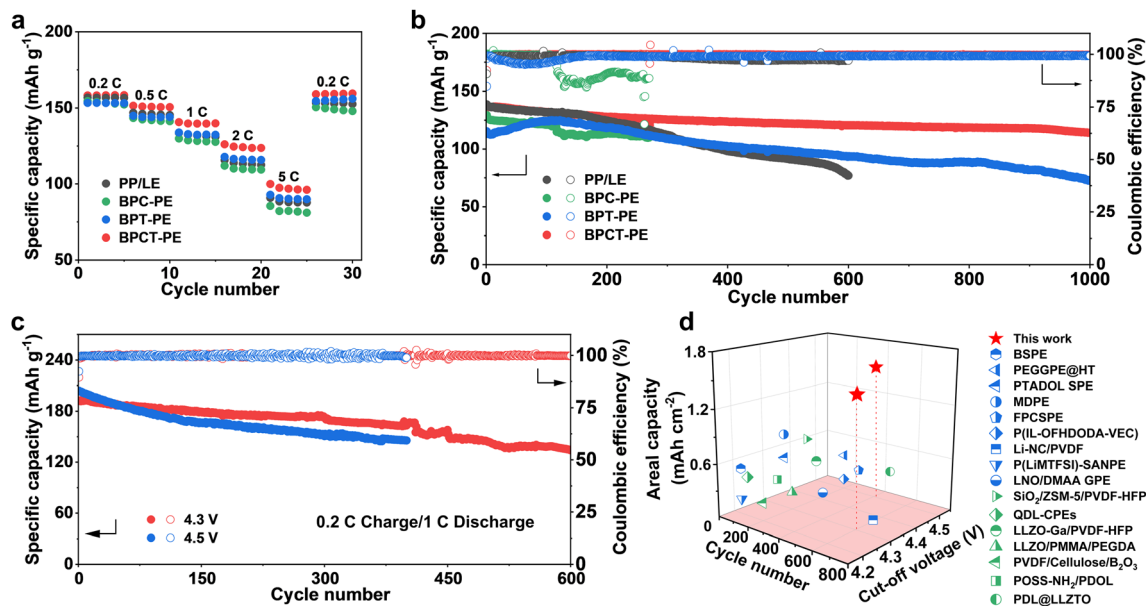 a
Specific capacity (mAh g⁻¹)
200
150
100
50
0.2 C
0.5 C
1 C
2 C
5 C
0.2 C
PP/LE
BPC-PE
BPT-PE
BPCT-PE
0
10
20
30
Cycle number
b
Specific capacity (mAh g⁻¹)
200
150
100
50
0
PP/LE
BPC-PE
BPT-PE
BPCT-PE
100
75
50
25
0
Coulombic efficiency (%)
0
200
400
600
800
1000
Cycle number
c
Specific capacity (mAh g⁻¹)
240
180
120
60
0
4.3 V
4.5 V
0.2 C Charge/1 C Discharge
100
75
50
25
0
Coulombic efficiency (%)
0
150
300
450
600
Cycle number
d
Areal capacity
(mAh cm⁻²)
1.8
1.2
0.6
0
200
400
600
800
Cycle number
4.2
4.3
4.4
4.5
Cut-off voltage (V)
This work
BSPE
PEGGPE@HT
PTADOL SPE
MDPE
FPCSPE
P(IL-OFHDODA-VEC)
Li-NC/PVDF
P(LiMTFSI)-SANPE
LNO/DMAA GPE
SiO₂/ZSM-5/PVDF-HFP
QDL-CPEs
LLZO-Ga/PVDF-HFP
LLZO/PMMA/PEGDA
PVDF/Cellulose/B₂O₃
POSS-NH₂/PDOL
PDL@LLZTO